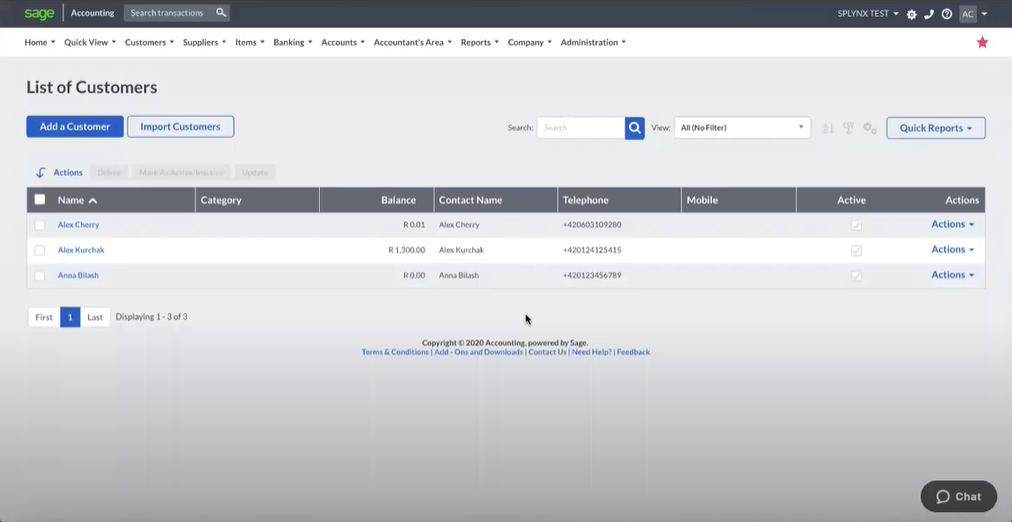 sage Accounting Search transactions SPLYNX TEST AC
Home Quick View Customers Suppliers Items Banking Accounts Accountant's Area Reports Company Administration
List of Customers
Add a Customer Import Customers Search: Search View: All (No Filter) Quick Reports
Actions Delete Mark As Active/Inactive Update
Name Category Balance Contact Name Telephone Mobile Active Actions
Alex Cherry R 0.01 Alex Cherry +420603109280 Actions
Alex Kurchak R 1,300.00 Alex Kurchak +420124125415 Actions
Anna Bilash R 0.00 Anna Bilash +420123456789 Actions
First 1 Last Displaying 1 - 3 of 3
Copyright © 2020 Accounting, powered by Sage.
Terms & Conditions | Add - Ons and Downloads | Contact Us | Need Help? | Feedback
Chat